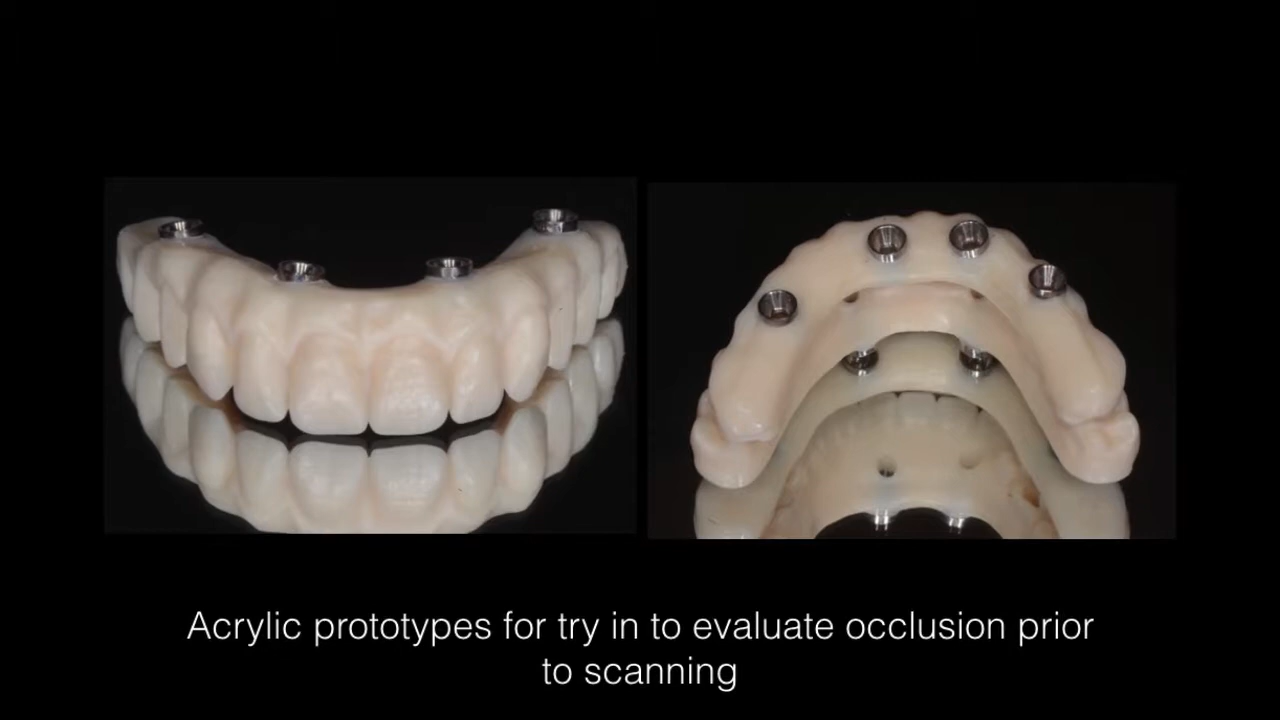 Acrylic prototypes for try in to evaluate occlusion prior
to scanning